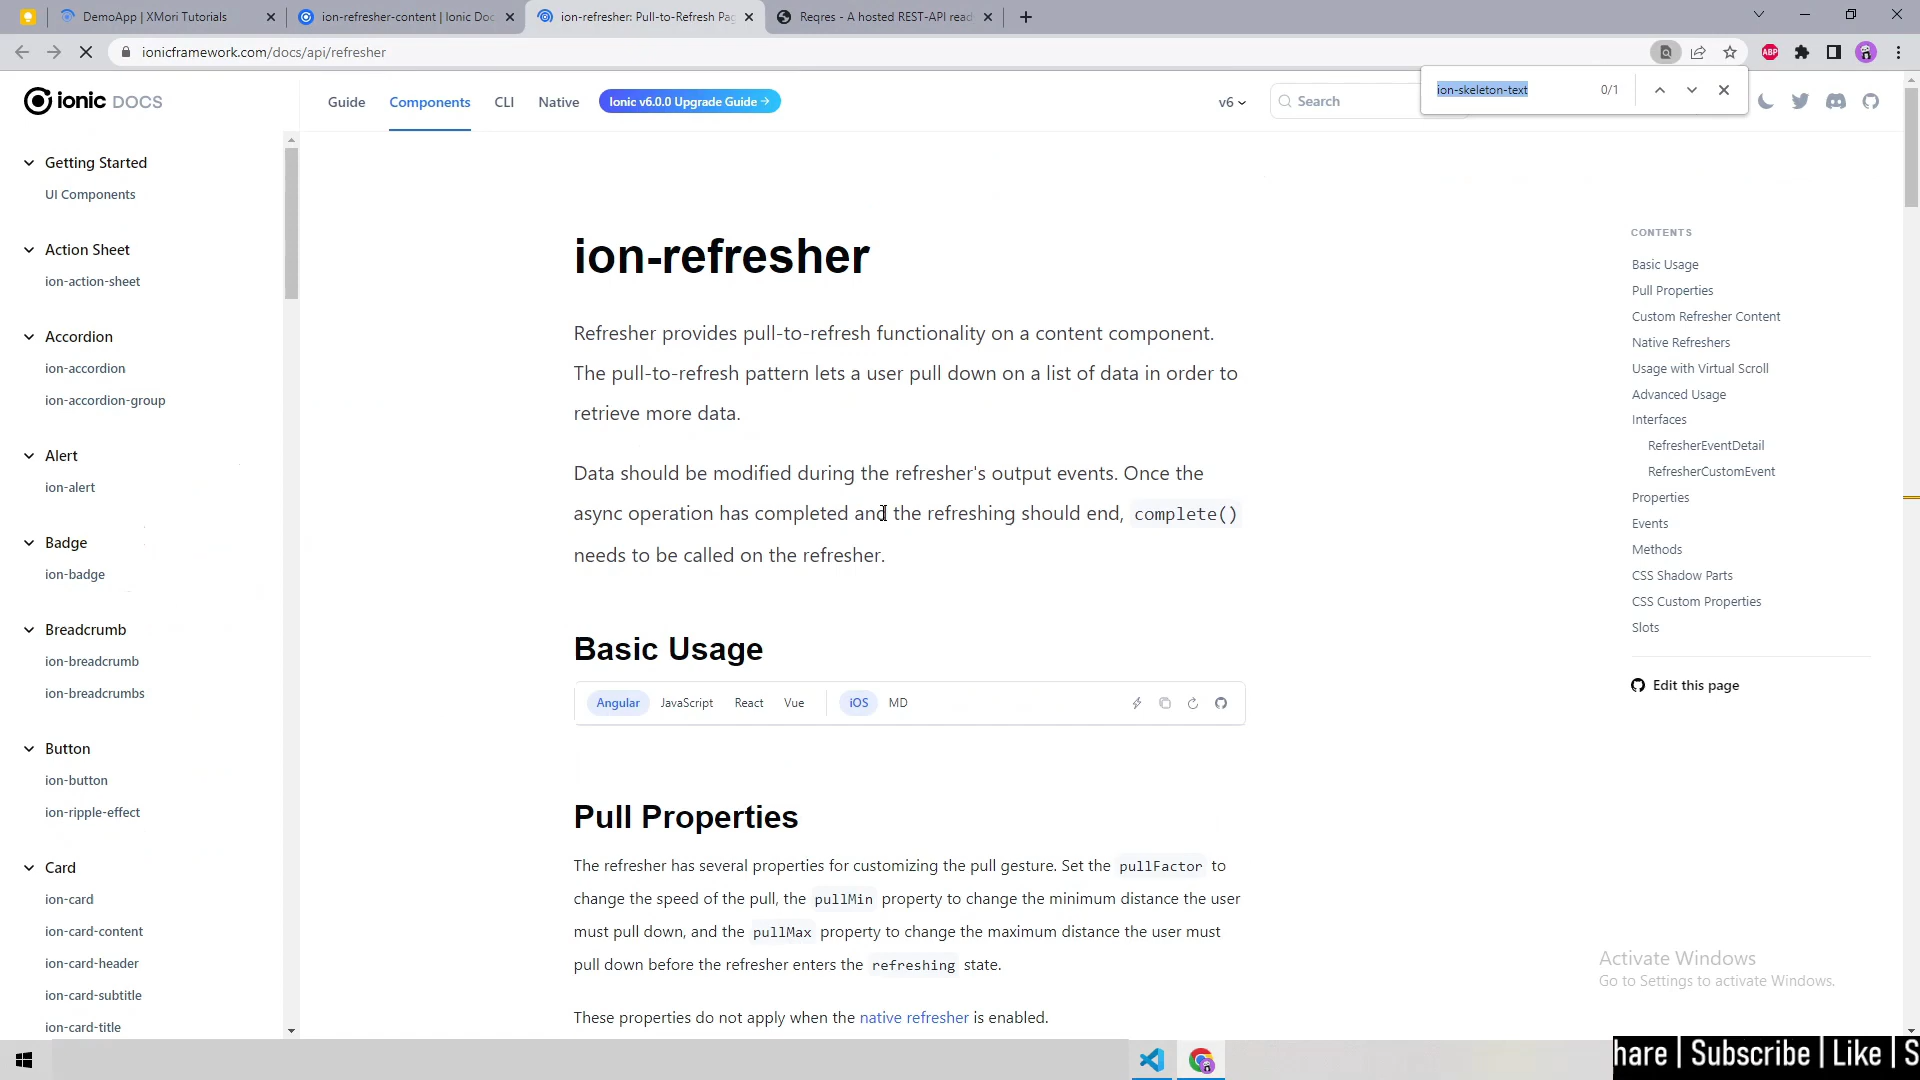 DemoApp | XMori Tutorials
ion-refresher-content | Ionic Doc
ion-refresher: Pull-to-Refresh Pag
Reqres - A hosted REST-API read
ionicframework.com/docs/api/refresher
ABP
ion-skeleton-text
0/1
ionic DOCS
Guide
Components
CLI
Native
Ionic v6.0.0 Upgrade Guide →
v6
Search
Getting Started
UI Components
Action Sheet
ion-action-sheet
Accordion
ion-accordion
ion-accordion-group
Alert
ion-alert
Badge
ion-badge
Breadcrumb
ion-breadcrumb
ion-breadcrumbs
Button
ion-button
ion-ripple-effect
Card
ion-card
ion-card-content
ion-card-header
ion-card-subtitle
ion-card-title
ion-refresher
Refresher provides pull-to-refresh functionality on a content component.
The pull-to-refresh pattern lets a user pull down on a list of data in order to
retrieve more data.
Data should be modified during the refresher's output events. Once the
async operation has completed and the refreshing should end, complete()
needs to be called on the refresher.
Basic Usage
Angular JavaScript React Vue iOS MD
Pull Properties
The refresher has several properties for customizing the pull gesture. Set the pullFactor to
change the speed of the pull, the pullMin property to change the minimum distance the user
must pull down, and the pullMax property to change the maximum distance the user must
pull down before the refresher enters the refreshing state.
These properties do not apply when the native refresher is enabled.
CONTENTS
Basic Usage
Pull Properties
Custom Refresher Content
Native Refreshers
Usage with Virtual Scroll
Advanced Usage
Interfaces
RefresherEventDetail
RefresherCustomEvent
Properties
Events
Methods
CSS Shadow Parts
CSS Custom Properties
Slots
Edit this page
Activate Windows
Go to Settings to activate Windows.
hare | Subscribe | Like | S